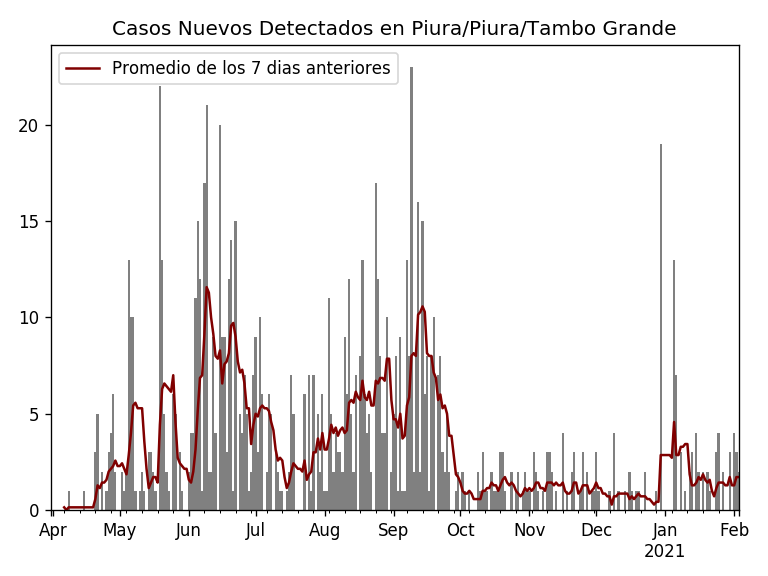 Casos Nuevos Detectados en Piura/Piura/Tambo Grande
Promedio de los 7 dias anteriores
20
15
10
5
0
Apr May Jun Jul Aug Sep Oct Nov Dec Jan Feb
2021